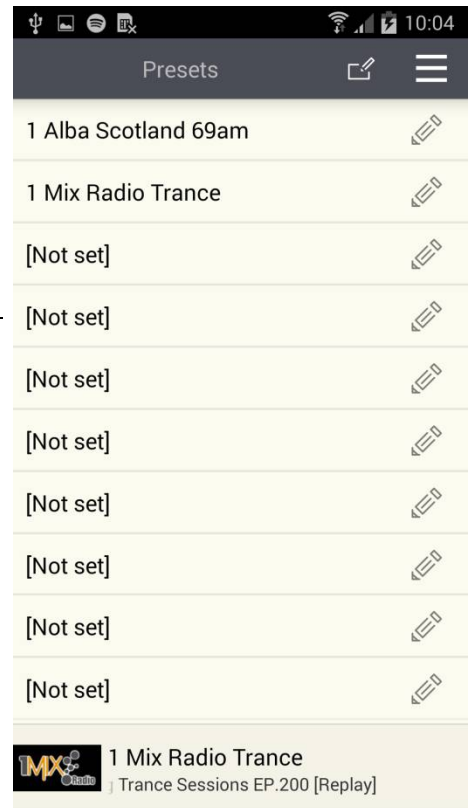 10:04
Presets
1 Alba Scotland 69am
1 Mix Radio Trance
[Not set]
[Not set]
[Not set]
[Not set]
[Not set]
[Not set]
[Not set]
[Not set]
1MX Radio
1 Mix Radio Trance
Trance Sessions EP.200 [Replay]